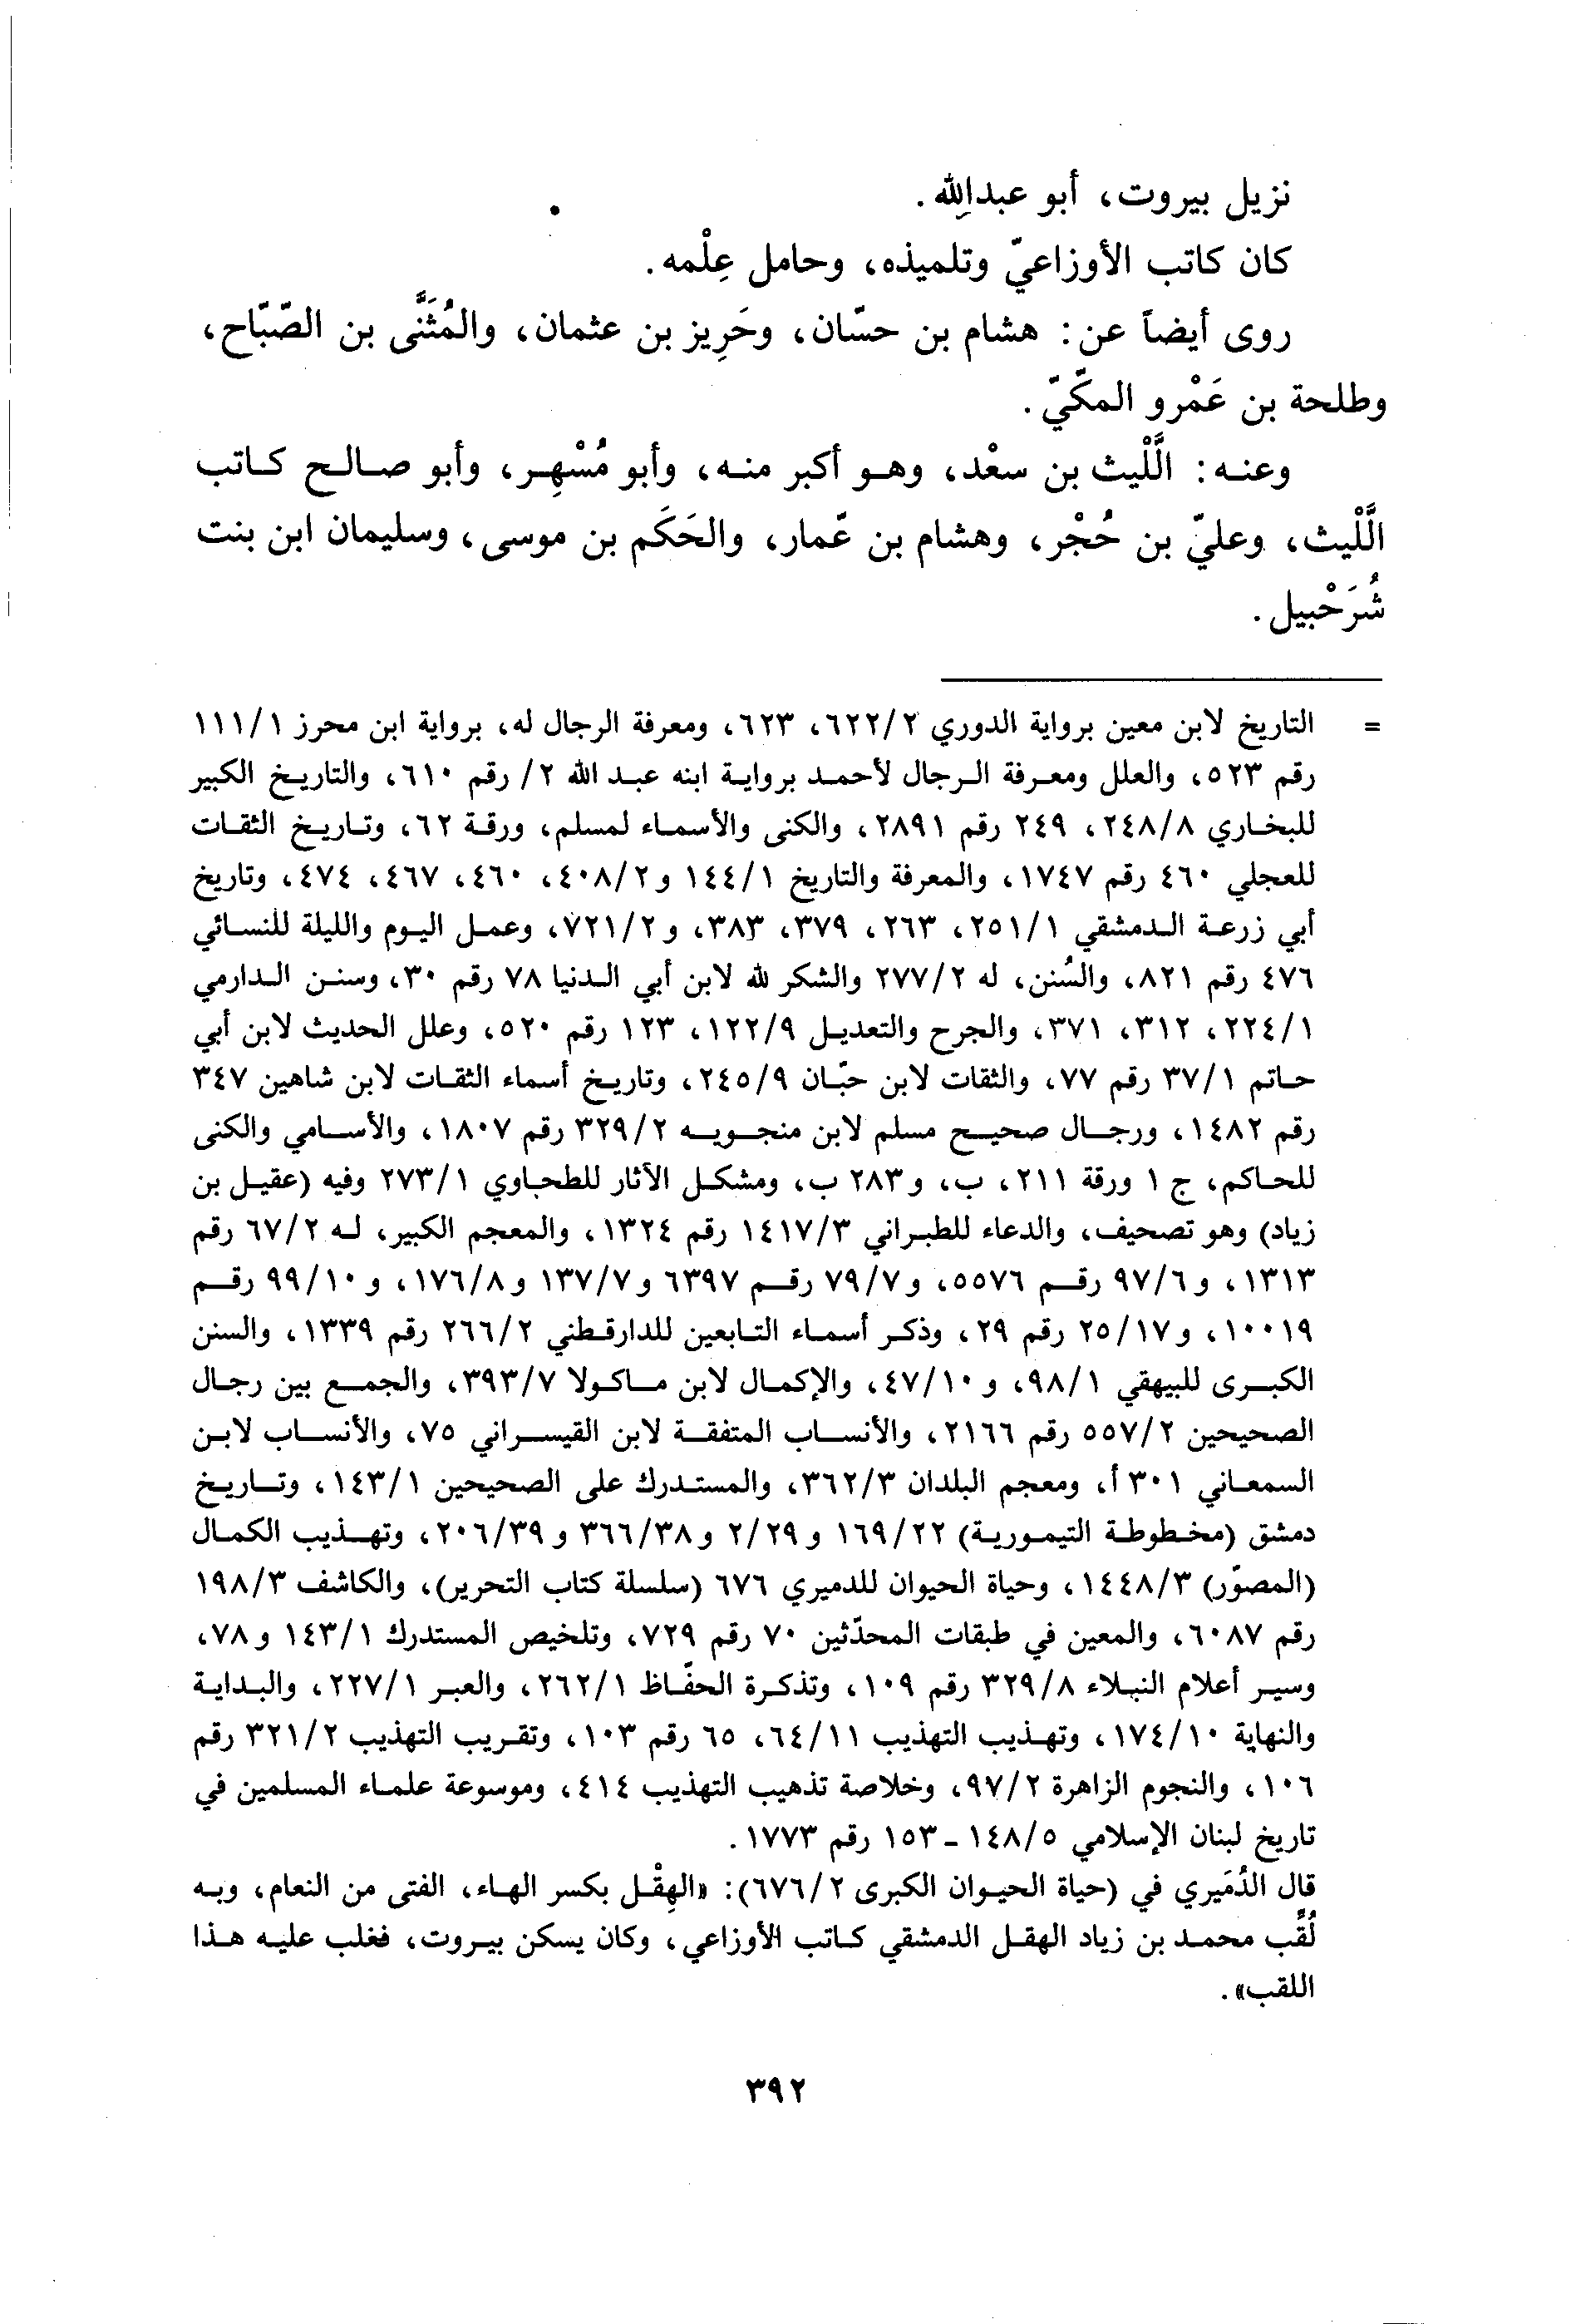 نزيل بيروت، أبو عبدالله.
كان كاتب الأوزاعيّ وتلميذه، وحامل عِلْمه.
روى أيضاً عن: هشام بن حسّان، وحَرِيز بن عثمان، والمُثَنَّى بن الصّبّاح،
وطلحة بن عَمْرو المكّيّ.
وعنه: اللَّيْث بن سعْد، وهو أكبر منه، وأبو مُسْهِر، وأبو صالح كاتب
اللَّيْث، وعليّ بن حُجْر، وهشام بن عّمار، والحَكَم بن موسى، وسليمان ابن بنت
شُرَحْبيل.
= التاريخ لابن معين برواية الدوري ٢/٦٢٢، ٦٢٣، ومعرفة الرجال له، برواية ابن محرز ١/١١١
رقم ٥٢٣، والعلل ومعرفة الرجال لأحمد برواية ابنه عبد الله ٢/ رقم ٦١٠، والتاريخ الكبير
للبخاري ٨/٢٤٨، ٢٤٩ رقم ٢٨٩١، والكنى والأسماء لمسلم، ورقة ٦٢، وتاريخ الثقات
للعجلي ٤٦٠ رقم ١٧٤٧، والمعرفة والتاريخ ١/١٤٤ و٢/٤٠٨، ٤٦٠، ٤٦٧، ٤٧٤، وتاريخ
أبي زرعة الدمشقي ١/٢٥١، ٢٦٣، ٣٧٩، ٣٨٣، و٢/٧٢١، وعمل اليوم والليلة للنسائي
٤٧٦ رقم ٨٢١، والسُنن، له ٢/٢٧٧ والشكر لله لابن أبي الدنيا ٧٨ رقم ٣٠، وسنن الدارمي
١/٢٢٤، ٣١٢، ٣٧١، والجرح والتعديل ٩/١٢٢، ١٢٣ رقم ٥٢٠، وعلل الحديث لابن أبي
حاتم ١/٣٧ رقم ٧٧، والثقات لابن حبّان ٩/٢٤٥، وتاريخ أسماء الثقات لابن شاهين ٣٤٧
رقم ١٤٨٢، ورجال صحيح مسلم لابن منجويه ٢/٣٢٩ رقم ١٨٠٧، والأسامي والكنى
للحاكم، ج ١ ورقة ٢١١، ب، و٢٨٣ ب، ومشكل الآثار للطحاوي ١/٢٧٣ وفيه (عقيل بن
زياد) وهو تصحيف، والدعاء للطبراني ٣/١٤١٧ رقم ١٣٢٤، والمعجم الكبير، له ٢/٦٧ رقم
١٣١٣، و٦/٩٧ رقم ٥٥٧٦، و٧/٧٩ رقم ٦٣٩٧ و٧/١٣٧ و٨/١٧٦، و١٠/٩٩ رقم
١٠٠١٩، و١٧/٢٥ رقم ٢٩، وذكر أسماء التابعين للدارقطني ٢/٢٦٦ رقم ١٣٣٩، والسنن
الكبرى للبيهقي ١/٩٨، و١٠/٤٧، والإكمال لابن ماكولا ٧/٣٩٣، والجمع بين رجال
الصحيحين ٢/٥٥٧ رقم ٢١٦٦، والأنساب المتفقة لابن القيسراني ٧٥، والأنساب لابن
السمعاني ٣٠١ أ، ومعجم البلدان ٣/٣٦٢، والمستدرك على الصحيحين ١/١٤٣، وتاريخ
دمشق (مخطوطة التيمورية) ٢٢/١٦٩ و٢٩/٢ و٣٨/٣٦٦ و٣٩/٢٠٦، وتهذيب الكمال
(المصوّر) ٣/١٤٤٨، وحياة الحيوان للدميري ٦٧٦ (سلسلة كتاب التحرير)، والكاشف ٣/١٩٨
رقم ٦٠٨٧، والمعين في طبقات المحدّثين ٧٠ رقم ٧٢٩، وتلخيص المستدرك ١/١٤٣ و٧٨،
وسير أعلام النبلاء ٨/٣٢٩ رقم ١٠٩، وتذكرة الحفّاظ ١/٢٦٢، والعبر ١/٢٢٧، والبداية
والنهاية ١٠/١٧٤، وتهذيب التهذيب ١١/٦٤، ٦٥ رقم ١٠٣، وتقريب التهذيب ٢/٣٢١ رقم
١٠٦، والنجوم الزاهرة ٢/٩٧، وخلاصة تذهيب التهذيب ٤١٤، وموسوعة علماء المسلمين في
تاريخ لبنان الإسلامي ٥/١٤٨ - ١٥٣ رقم ١٧٧٣.
قال الدُمَيري في (حياة الحيوان الكبرى ٢/٦٧٦): «الهِقْل بكسر الهاء، الفتى من النعام، وبه
لُقّب محمد بن زياد الهقل الدمشقي كاتب الأوزاعي، وكان يسكن بيروت، فغلب عليه هذا
اللقب».
٣٩٢